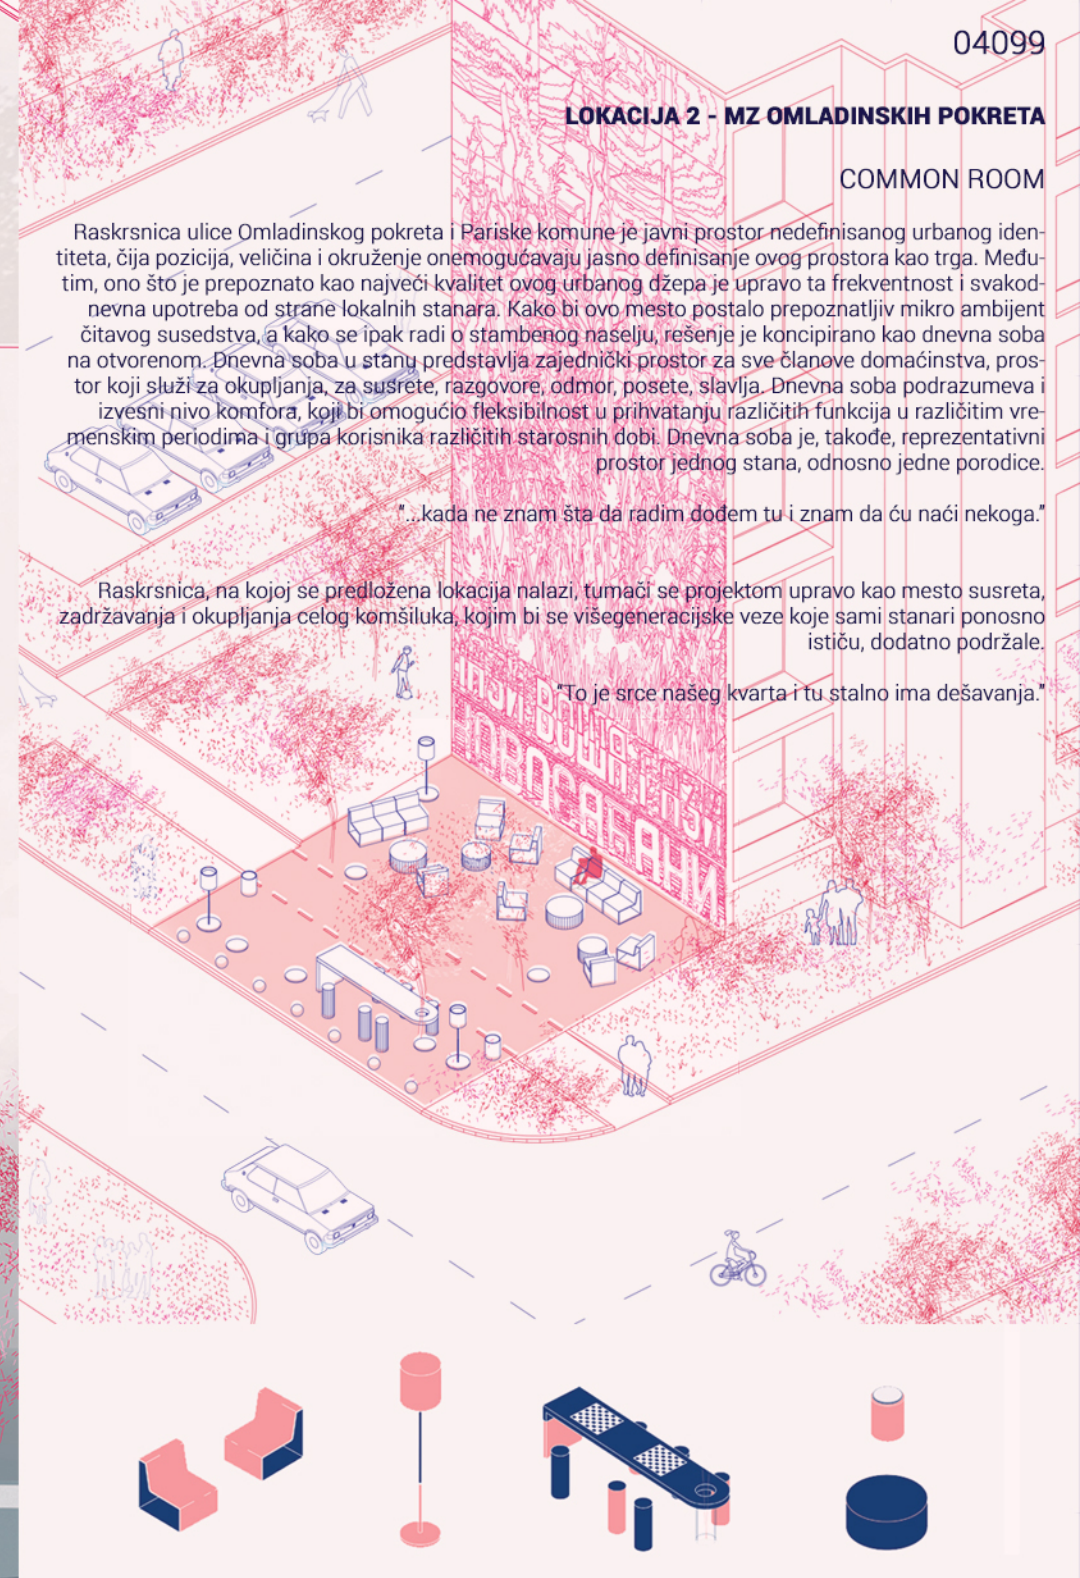 04099
LOKACIJA 2 - MZ OMLADINSKIH POKRETA
COMMON ROOM
Raskrsnica ulice Omladinskog pokreta i Pariske komune je javni prostor nedefinisanog urbanog iden-
titeta, čija pozicija, veličina i okruženje onemogućavaju jasno definisanje ovog prostora kao trga. Među-
tim, ono što je prepoznato kao najveći kvalitet ovog urbanog džepa je upravo ta frekventnost i svakod-
nevna upotreba od strane lokalnih stanara. Kako bi ovo mesto postalo prepoznatljiv mikro ambijent
čitavog susedstva, a kako se ipak radi o stambenog naselju, rešenje je koncipirano kao dnevna soba
na otvorenom. Dnevna soba u stanu predstavlja zajednički prostor za sve članove domaćinstva, pros-
tor koji služi za okupljanja, za susrete, razgovore, odmor, posete, slavlja. Dnevna soba podrazumeva i
izvesni nivo komfora, koji bi omogućio fleksibilnost u prihvatanju različitih funkcija u različitim vre-
menskim periodima i grupa korisnika različitih starosnih dobi. Dnevna soba je, takođe, reprezentativni
prostor jednog stana, odnosno jedne porodice.
"...kada ne znam šta da radim dođem tu i znam da ću naći nekoga."
Raskrsnica, na kojoj se predložena lokacija nalazi, tumači se projektom upravo kao mesto susreta,
zadržavanja i okupljanja celog komšiluka, kojim bi se višegeneracijske veze koje sami stanari ponosno
ističu, dodatno podržale.
"To je srce našeg kvarta i tu stalno ima dešavanja."